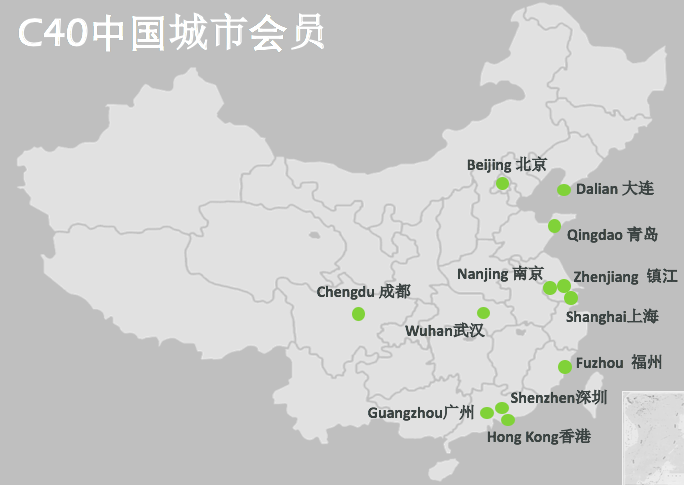 C40中国城市会员
Beijing 北京
Dalian 大连
Qingdao 青岛
Nanjing 南京
Zhenjiang 镇江
Chengdu 成都
Shanghai上海
Wuhan武汉
Fuzhou 福州
Shenzhen深圳
Guangzhou广州
Hong Kong香港